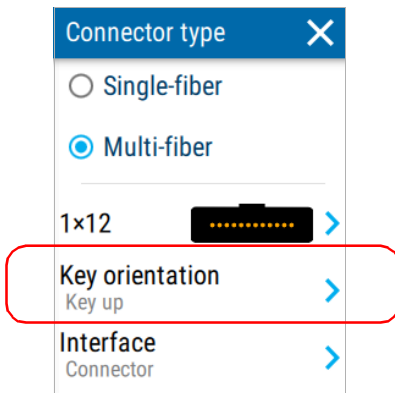 Connector type
Single-fiber
Multi-fiber
1×12
Key orientation
Key up
Interface
Connector